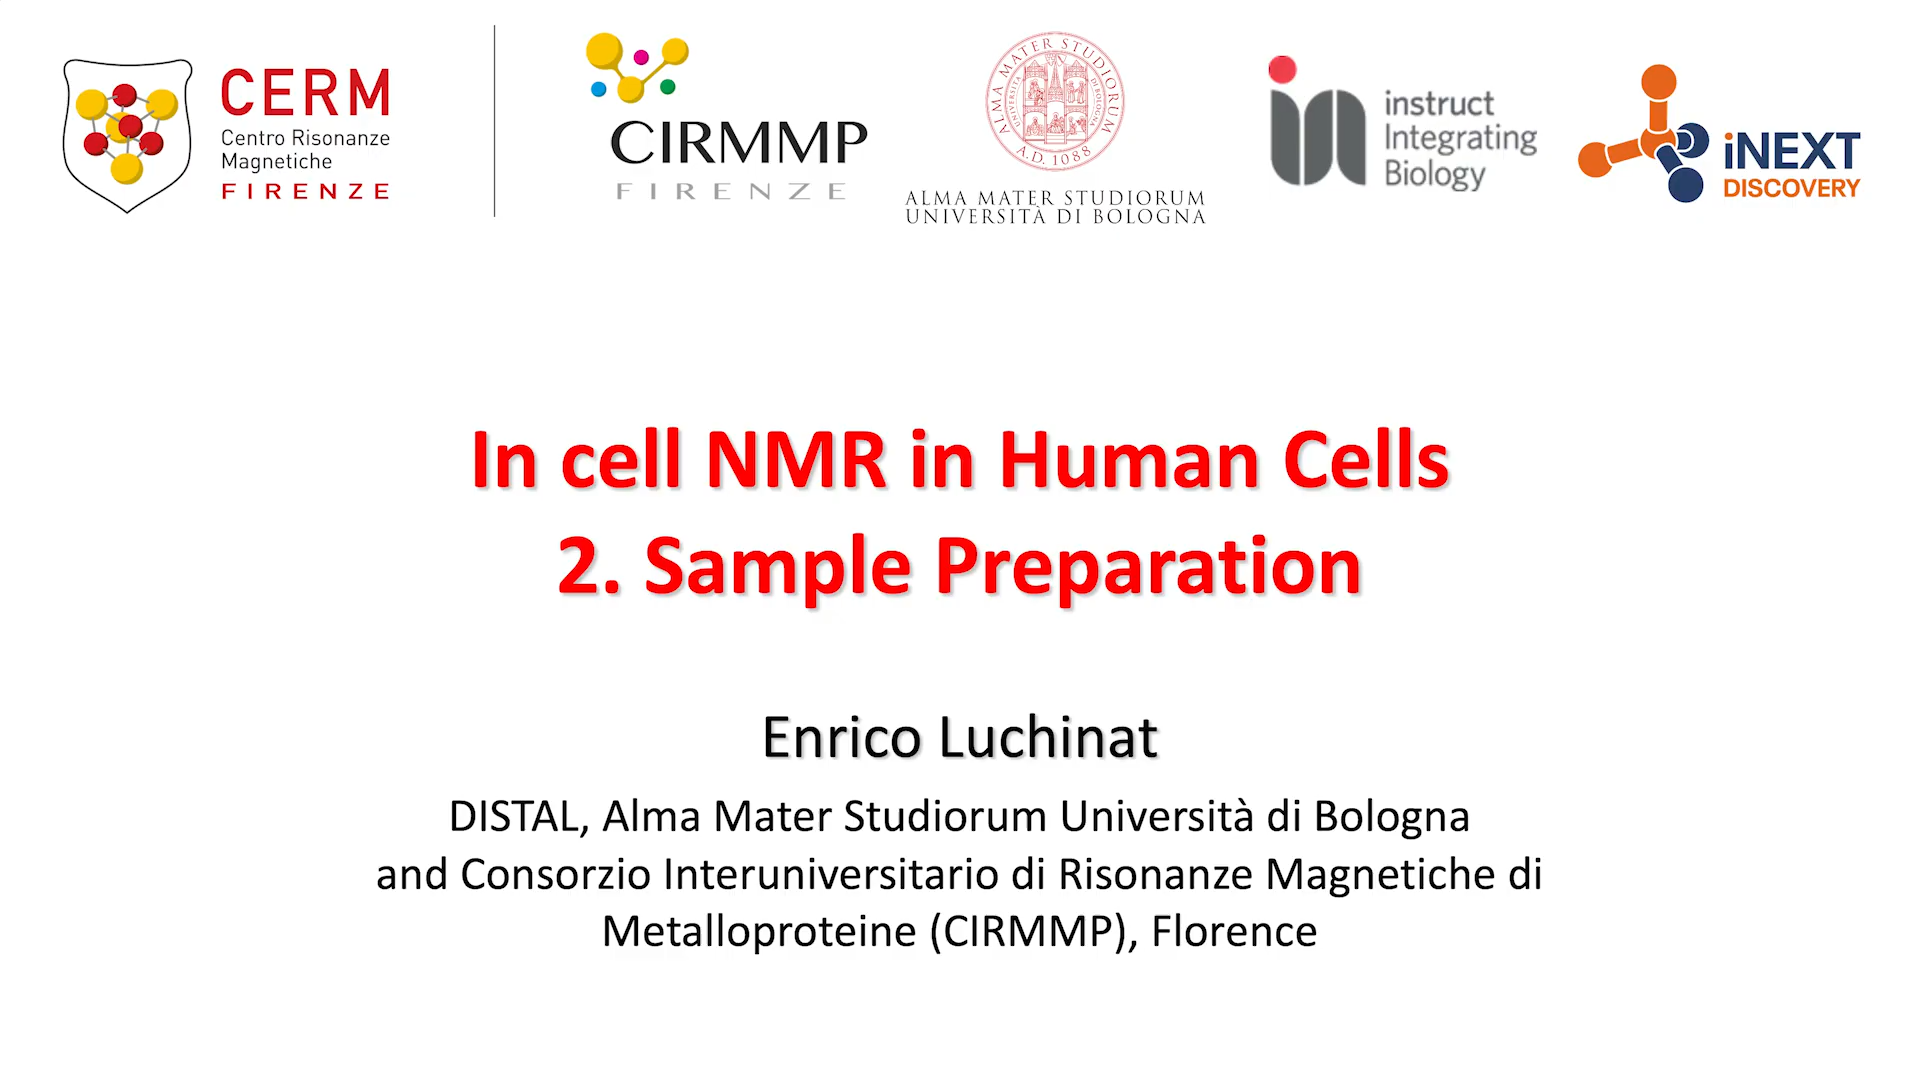 CERM
Centro Risonanze
Magnetiche
FIRENZE
CIRMMP
FIRENZE
ALMA MATER STUDIORUM
A.D. 1088
ALMA MATER STUDIORUM
UNIVERSITÀ DI BOLOGNA
instruct
Integrating
Biology
iNEXT
DISCOVERY
In cell NMR in Human Cells
2. Sample Preparation
Enrico Luchinat
DISTAL, Alma Mater Studiorum Università di Bologna
and Consorzio Interuniversitario di Risonanze Magnetiche di
Metalloproteine (CIRMMP), Florence